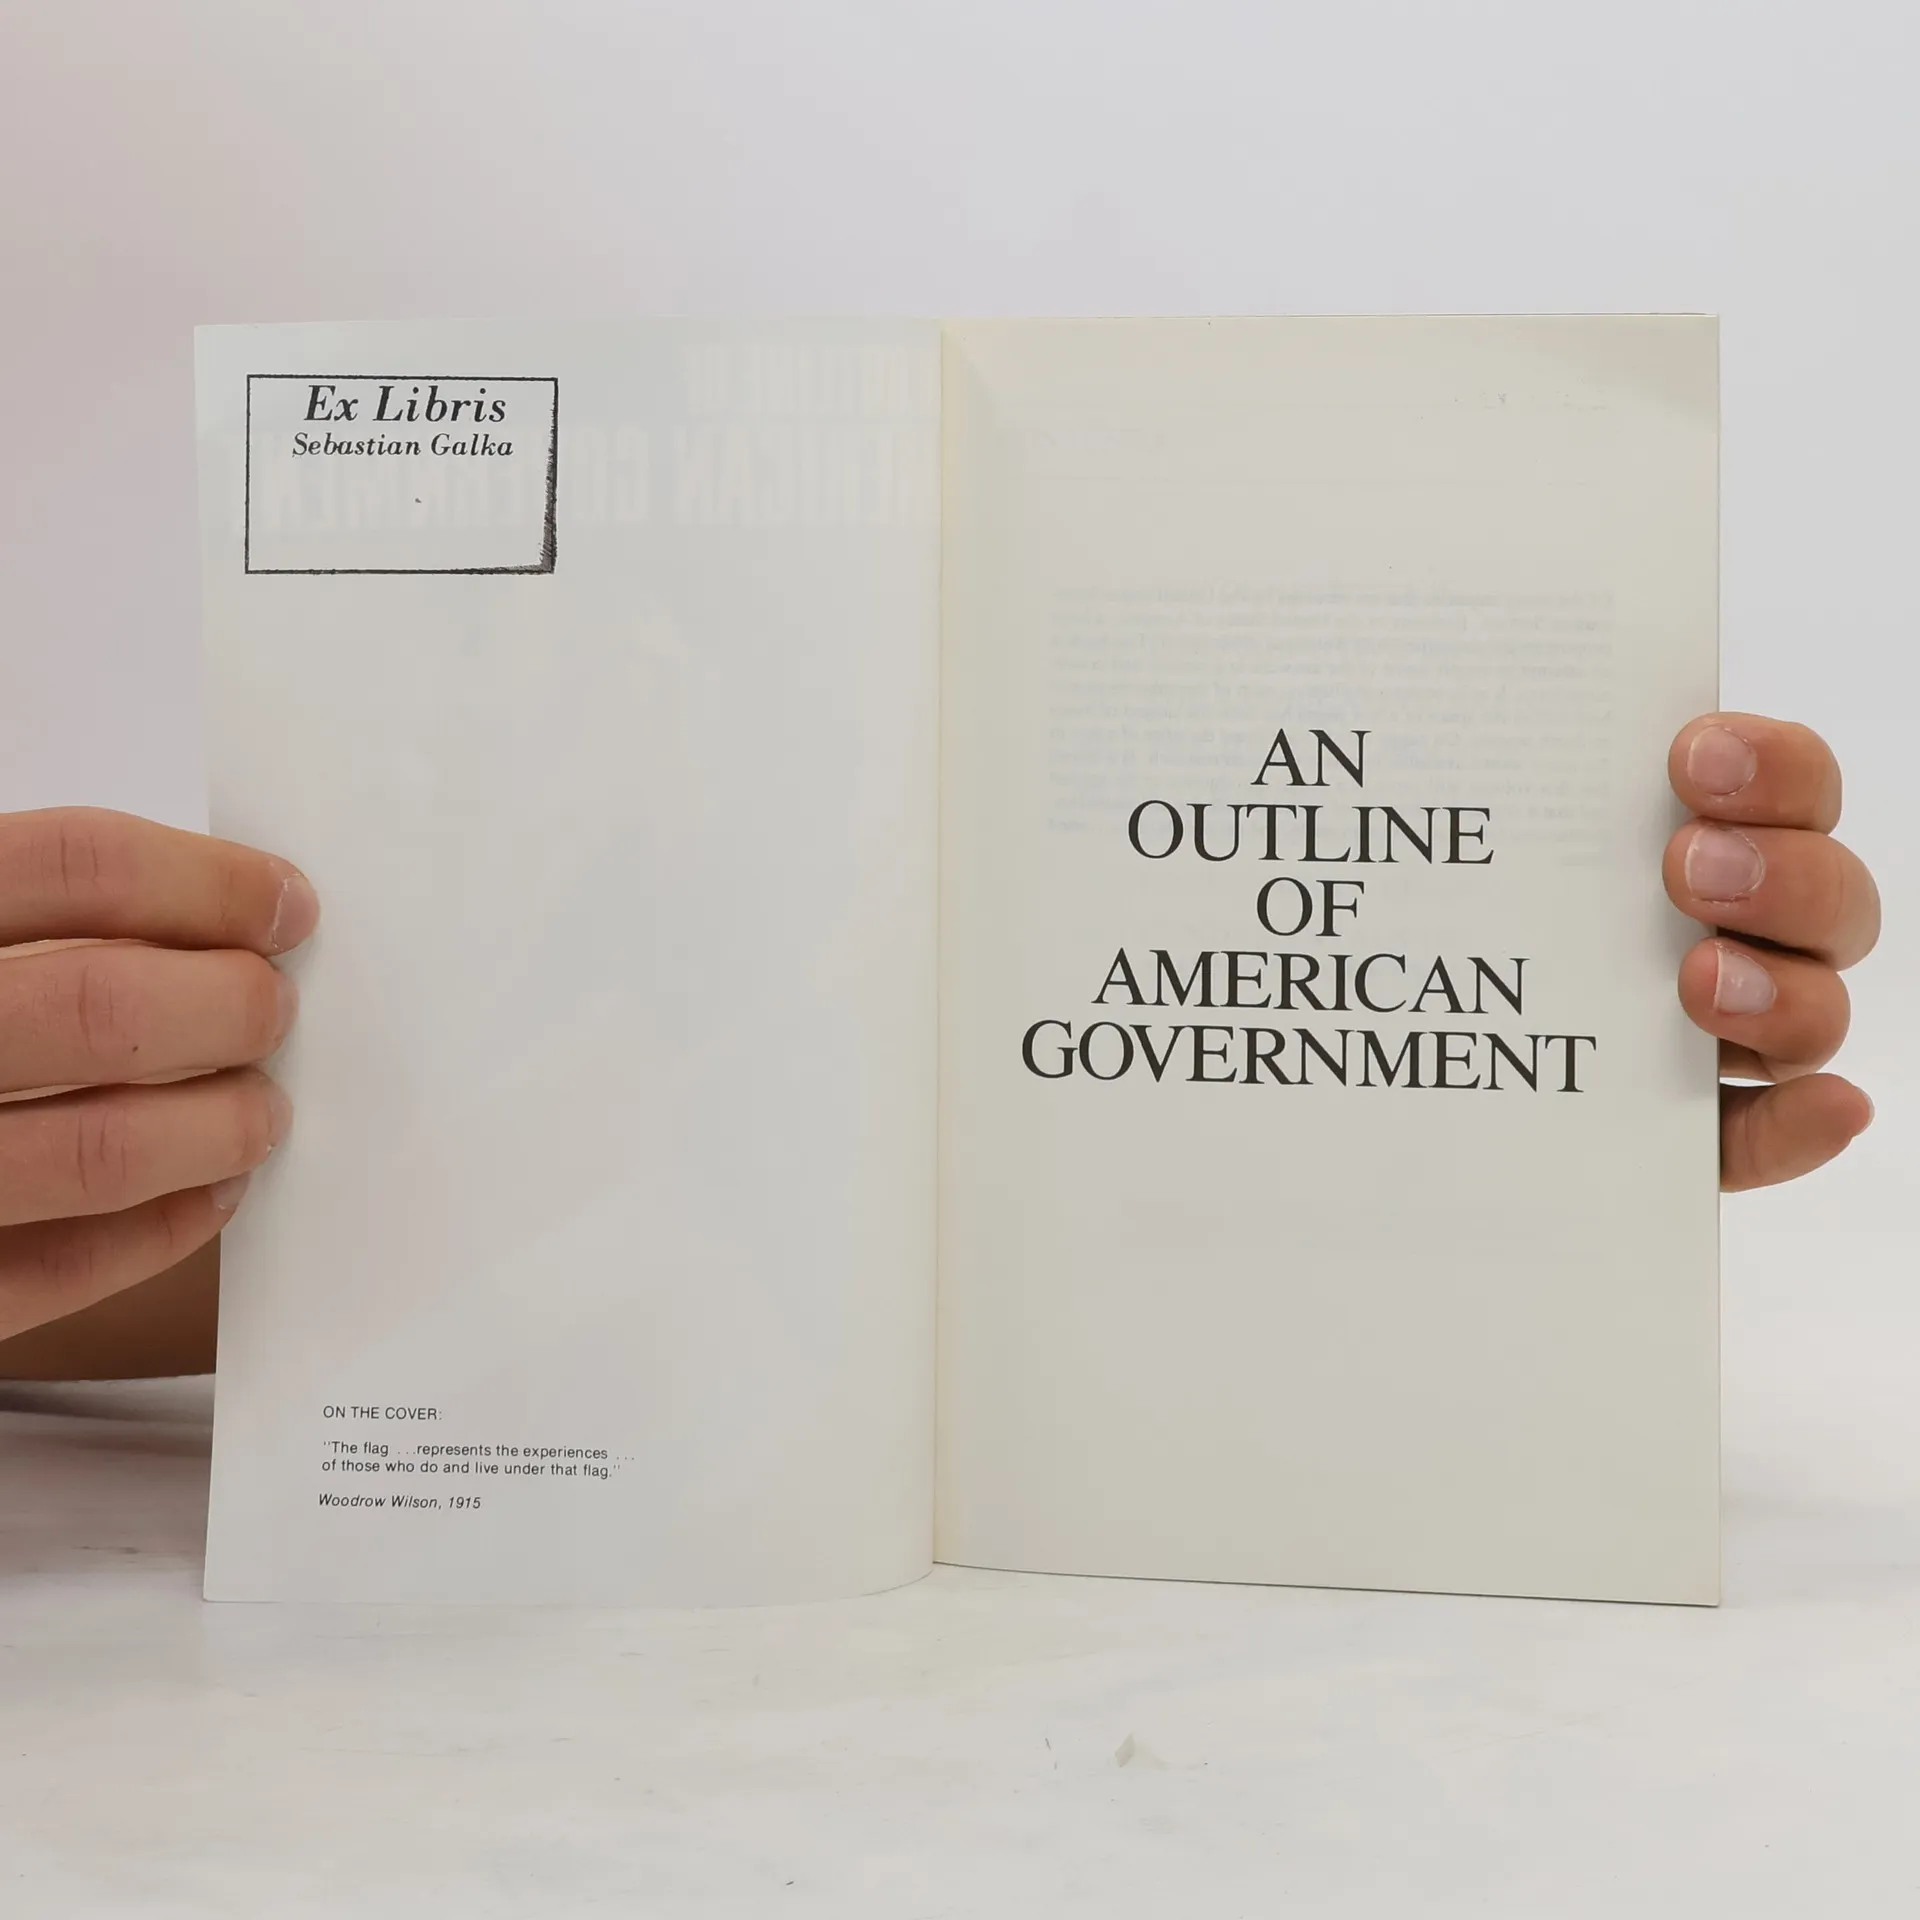 Ex Libris
Sebastian Galka
ON THE COVER:
"The flag ...represents the experiences ...
of those who do and live under that flag."
Woodrow Wilson, 1915
AN
OUTLINE
OF
AMERICAN
GOVERNMENT